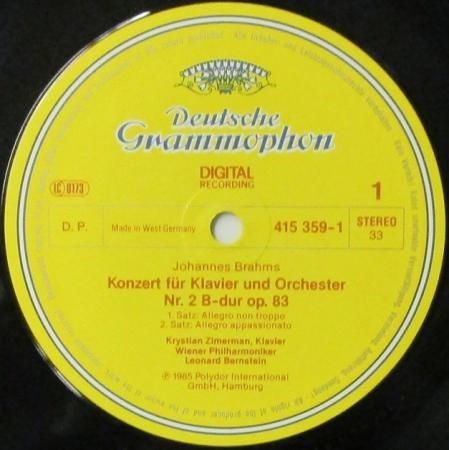 Deutsche
Grammophon
DIGITAL
RECORDING
LC 0173
1
D. P.
Made in West Germany
415 359-1
STEREO
33
Johannes Brahms
Konzert für Klavier und Orchester
Nr. 2 B-dur op. 83
1. Satz: Allegro non troppo
2. Satz: Allegro appassionato
Krystian Zimerman, Klavier
Wiener Philharmoniker
Leonard Bernstein
℗ 1985 Polydor International
GmbH, Hamburg